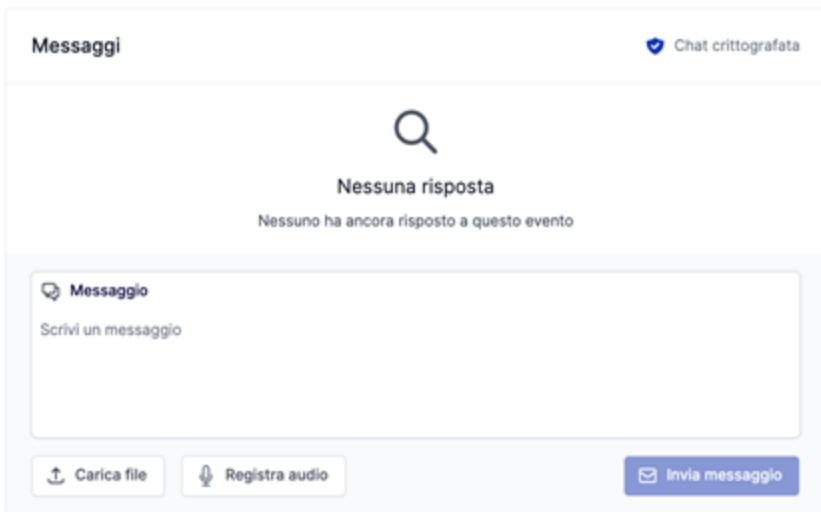 Messaggi
Chat crittografata
Nessuna risposta
Nessuno ha ancora risposto a questo evento
Messaggio
Scrivi un messaggio
Carica file
Registra audio
Invia messaggio